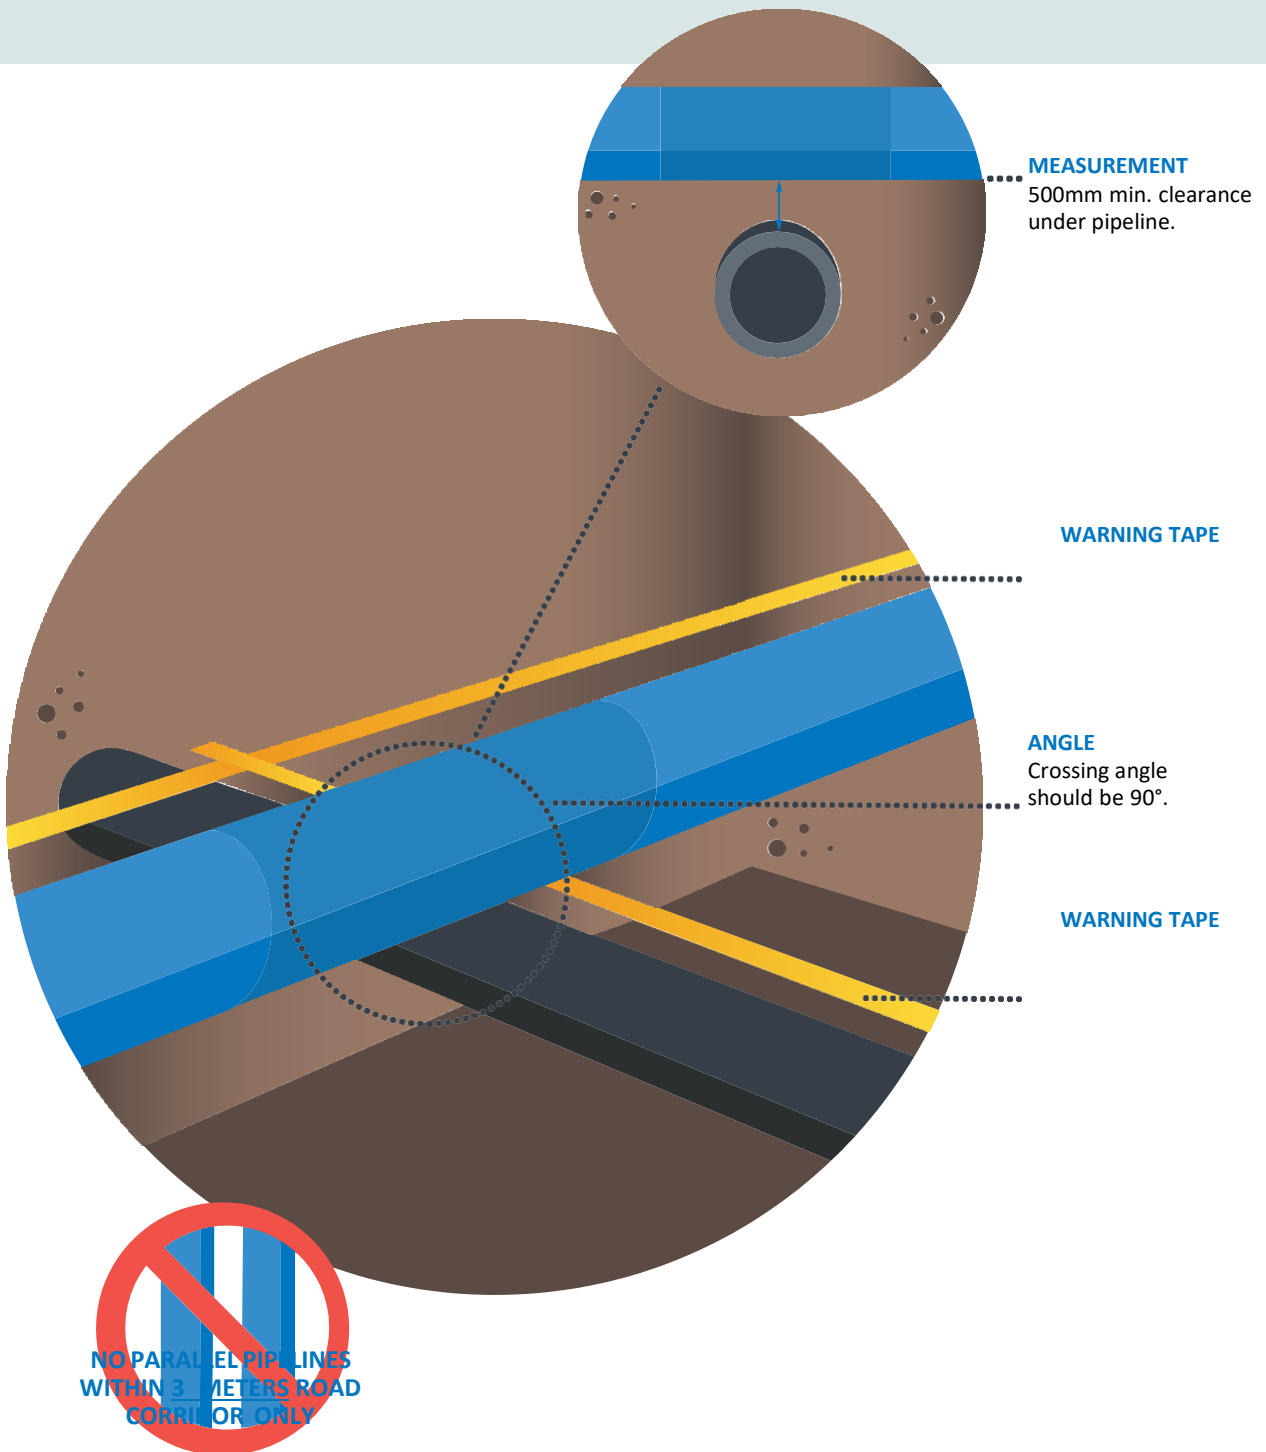 MEASUREMENT
500mm min. clearance
under pipeline.
WARNING TAPE
ANGLE
Crossing angle
should be 90°.
WARNING TAPE
NO PARALLEL PIPELINES
WITHIN 3 METERS ROAD
CORRIDOR ONLY